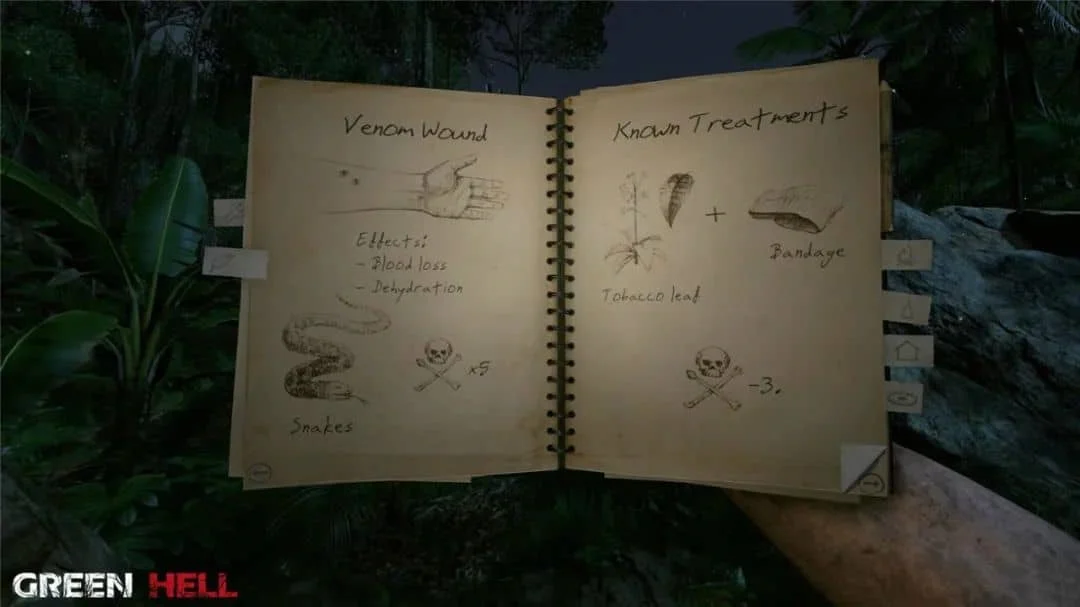 Venom Wound
Effects:
- Blood loss
- Dehydration
x5
Snakes
Known Treatments
+
Bandage
Tobacco leaf
-3.
GREEN HELL